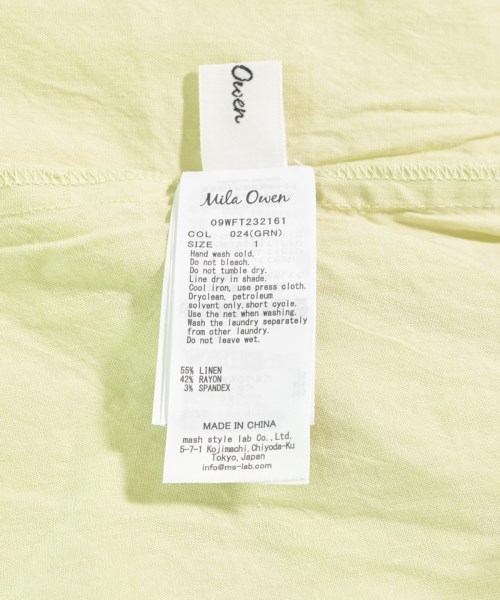 Owen
Mila Owen
09WFT232161
COL 024(GRN)
SIZE 1
Hand wash cold.
Do not bleach.
Do not tumble dry.
Line dry in shade.
Cool iron, use press cloth.
Dryclean, petroleum
solvent only,short cycle.
Use the net when washing.
Wash the laundry separately
from other laundry.
Do not leave wet.
55% LINEN
42% RAYON
3% SPANDEX
MADE IN CHINA
mash style lab Co.,Ltd.
5-7-1 Kojimachi,Chiyoda-Ku
Tokyo,Japan
info@ms-lab.com